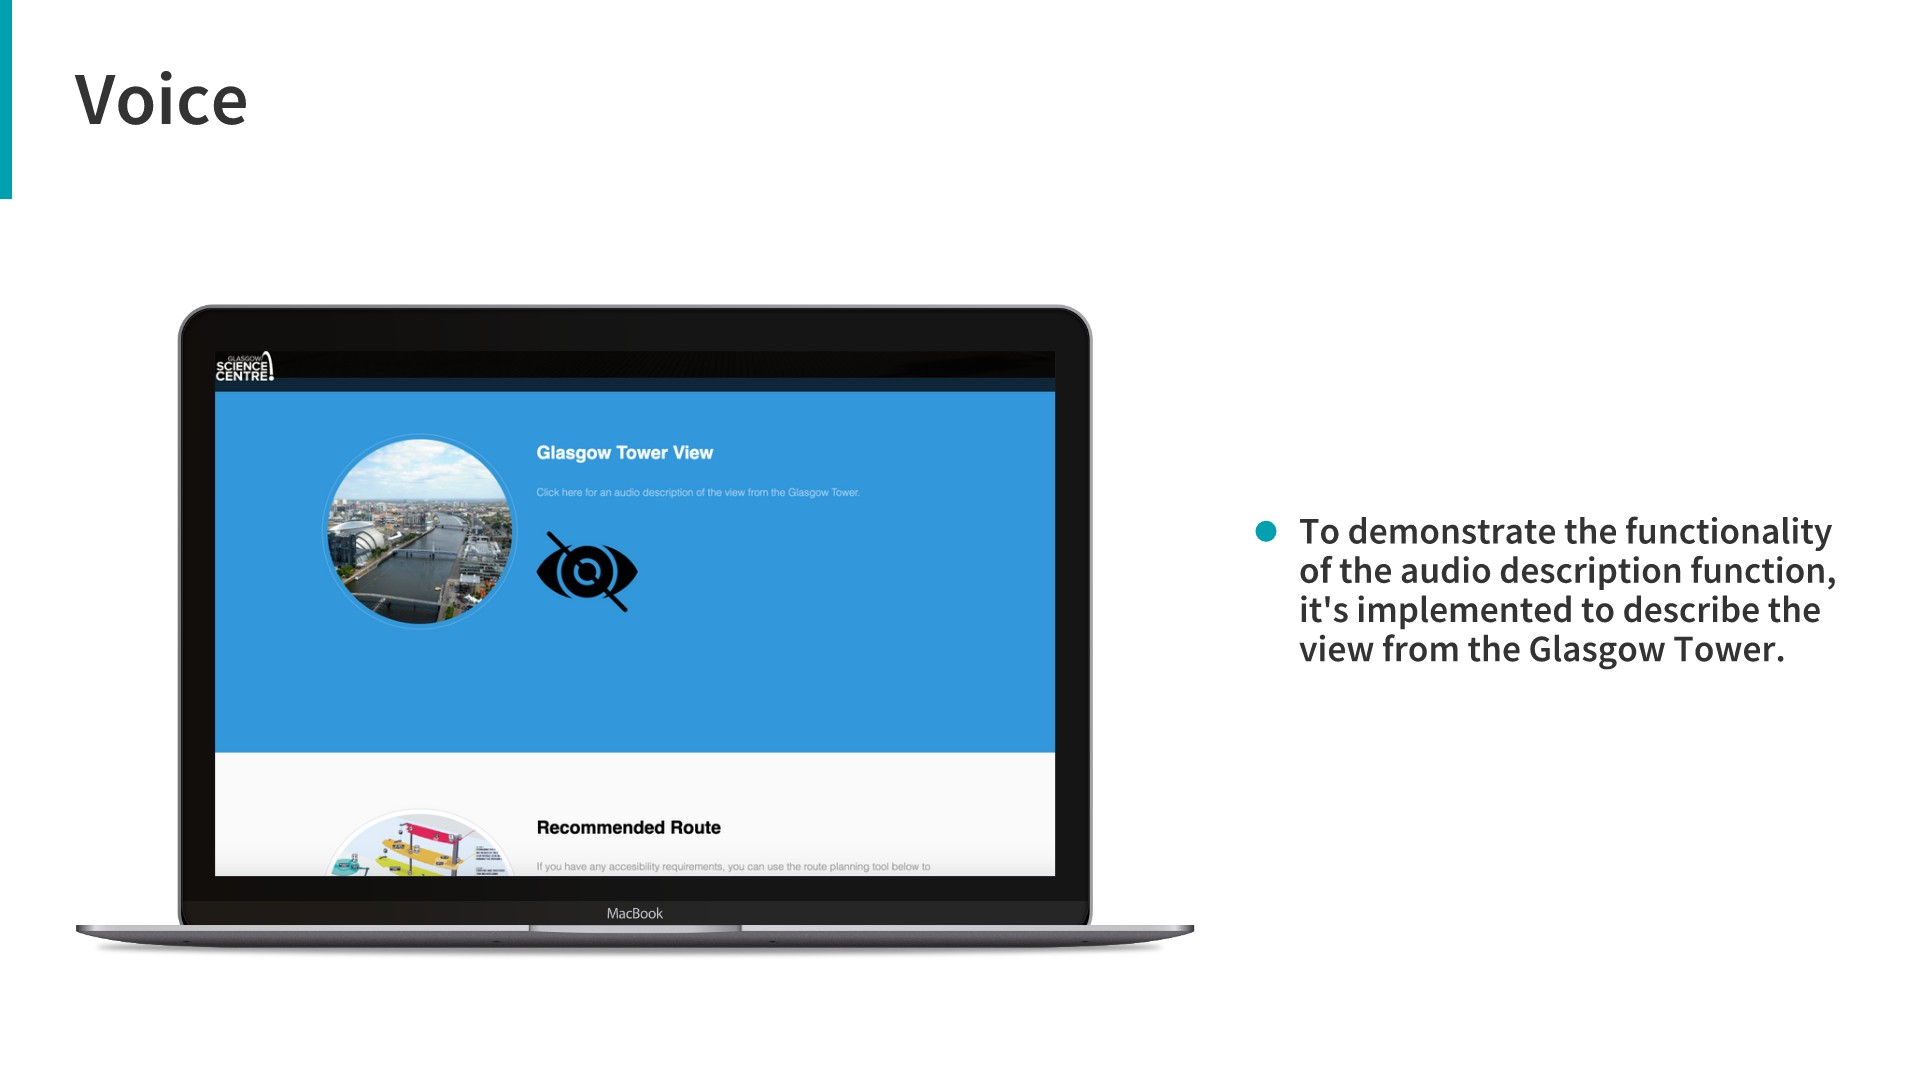 Voice
GLASGOW
SCIENCE
CENTRE!
Glasgow Tower View
Click here for an audio description of the view from the Glasgow Tower.
Recommended Route
If you have any accesibility requirements, you can use the route planning tool below to
MacBook
To demonstrate the functionality
of the audio description function,
it's implemented to describe the
view from the Glasgow Tower.